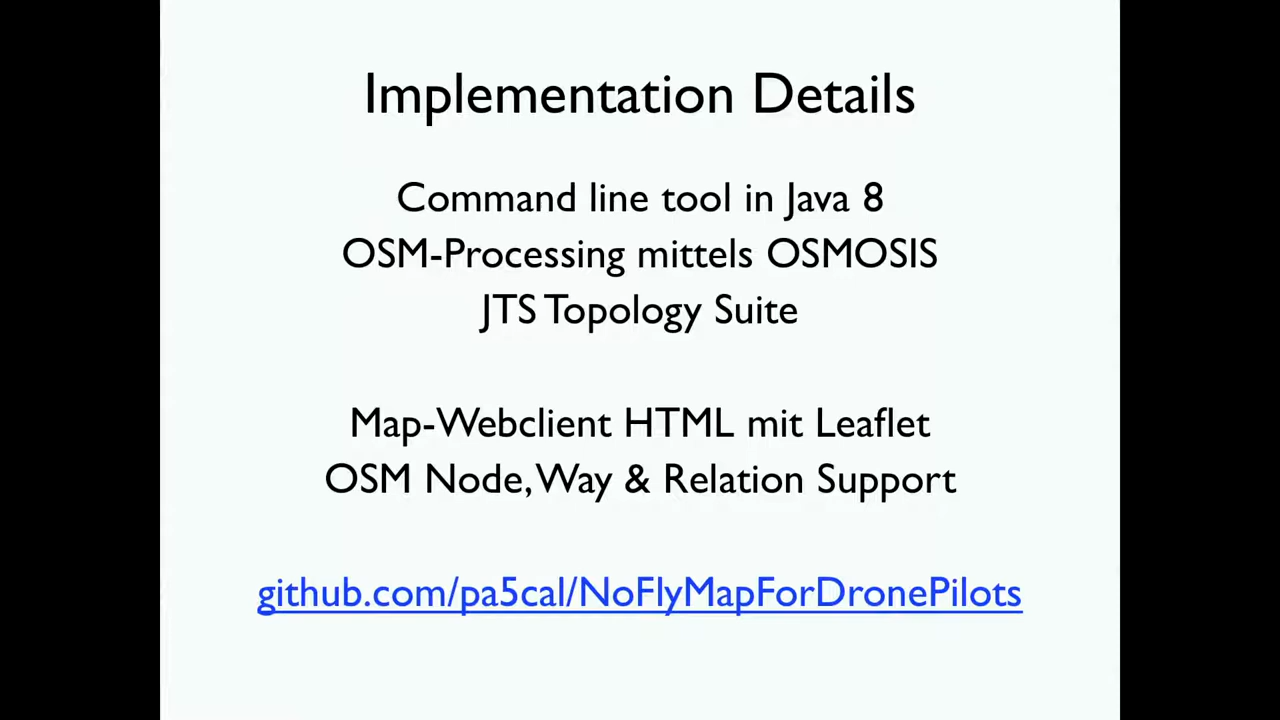 Implementation Details
Command line tool in Java 8
OSM-Processing mittels OSMOSIS
JTS Topology Suite
Map-Webclient HTML mit Leaflet
OSM Node, Way & Relation Support
github.com/pa5cal/NoFlyMapForDronePilots